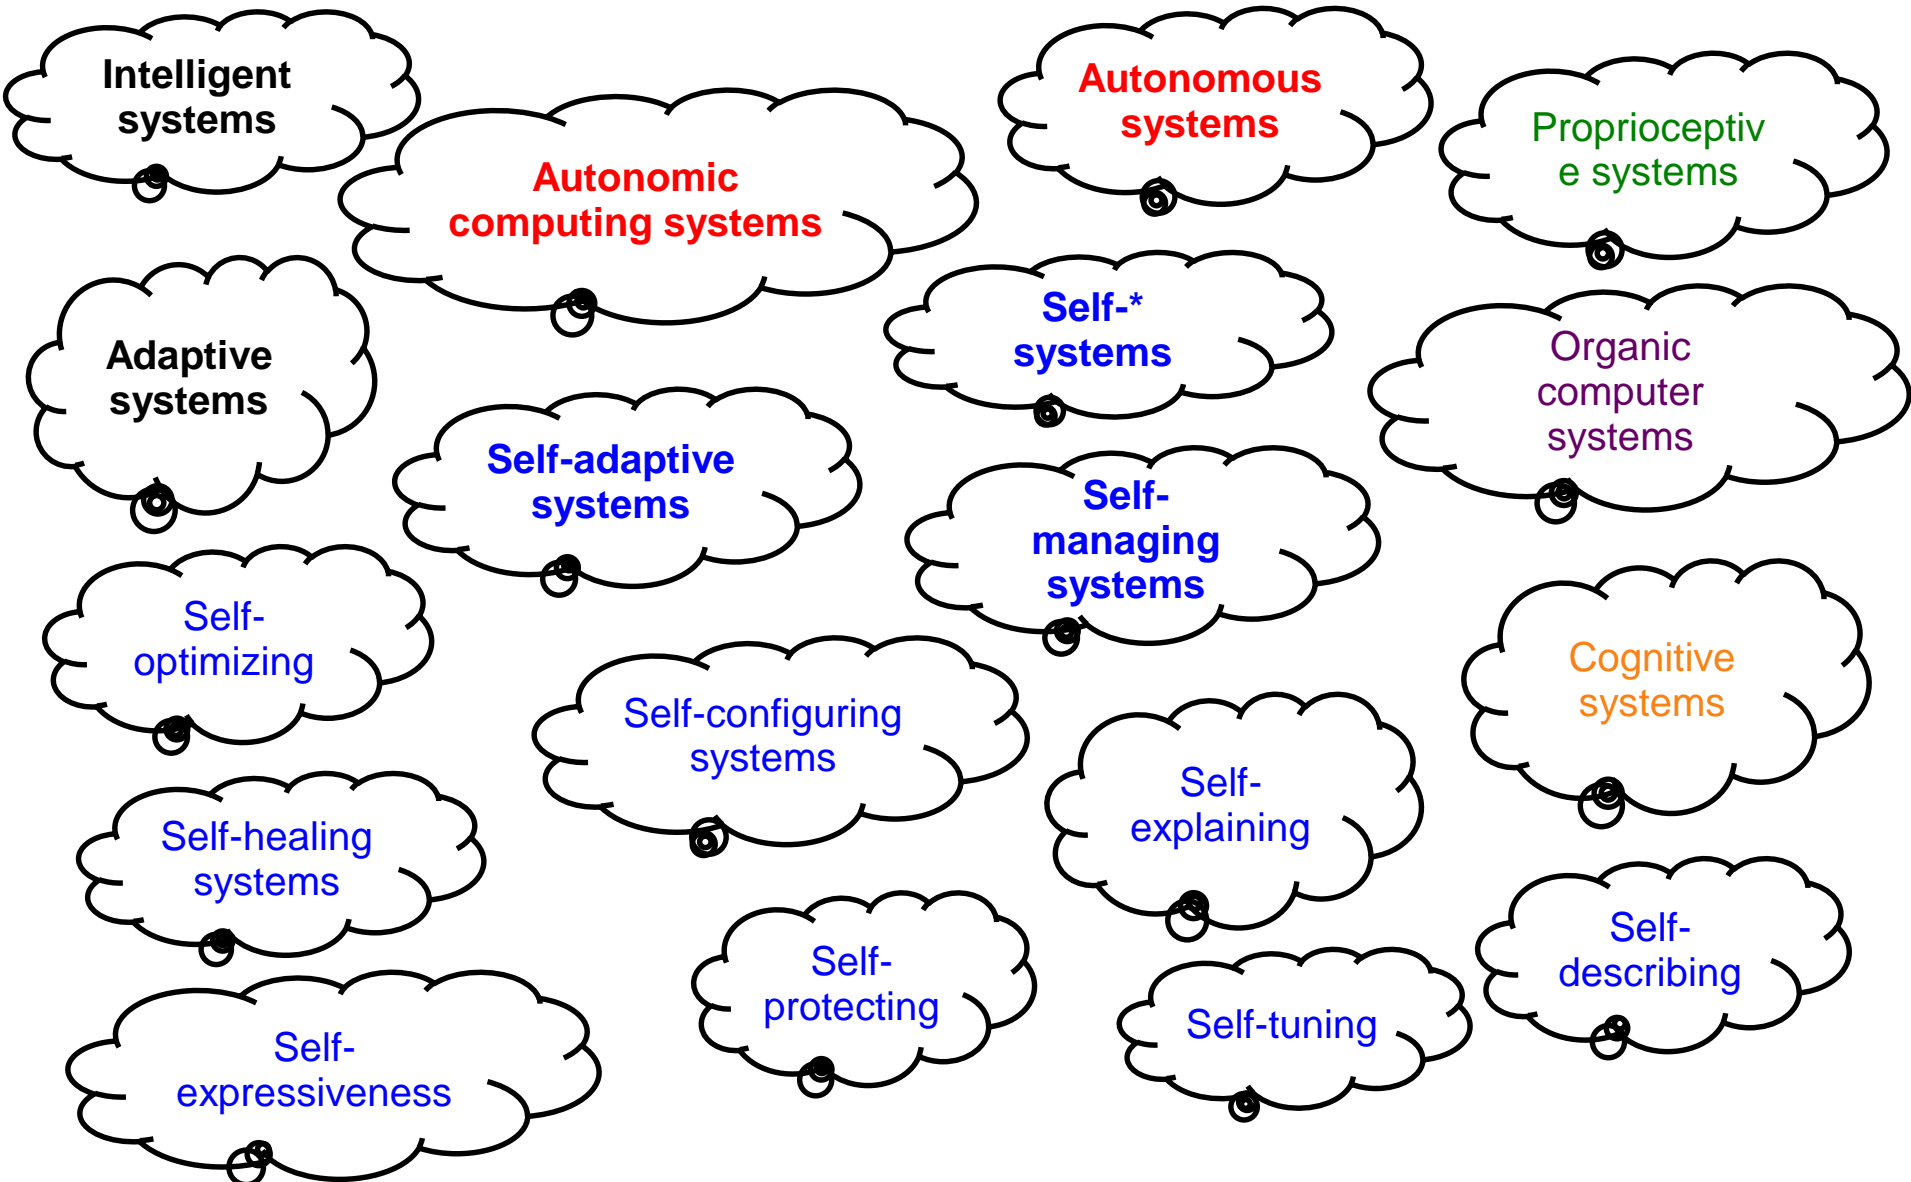 Intelligent
systems
Autonomic
computing systems
Autonomous
systems
Proprioceptiv
e systems
Adaptive
systems
Self-*
systems
Organic
computer
systems
Self-adaptive
systems
Self-
managing
systems
Self-
optimizing
Self-configuring
systems
Cognitive
systems
Self-
explaining
Self-healing
systems
Self-
protecting
Self-tuning
Self-
describing
Self-
expressiveness